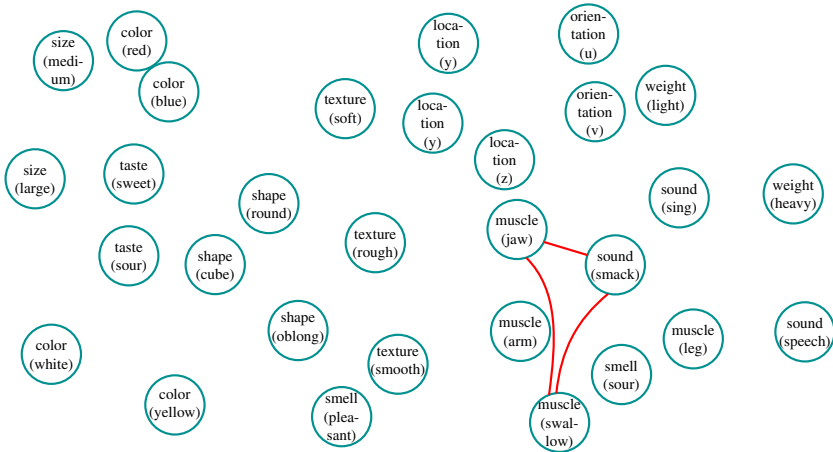 size
(medi-
um)
color
(red)
color
(blue)
texture
(soft)
loca-
tion
(y)
loca-
tion
(y)
loca-
tion
(z)
orien-
tation
(u)
orien-
tation
(v)
weight
(light)
size
(large)
taste
(sweet)
shape
(round)
sound
(sing)
weight
(heavy)
taste
(sour)
shape
(cube)
texture
(rough)
muscle
(jaw)
sound
(smack)
color
(white)
shape
(oblong)
texture
(smooth)
muscle
(arm)
muscle
(leg)
sound
(speech)
color
(yellow)
smell
(plea-
sant)
smell
(sour)
muscle
(swal-
low)